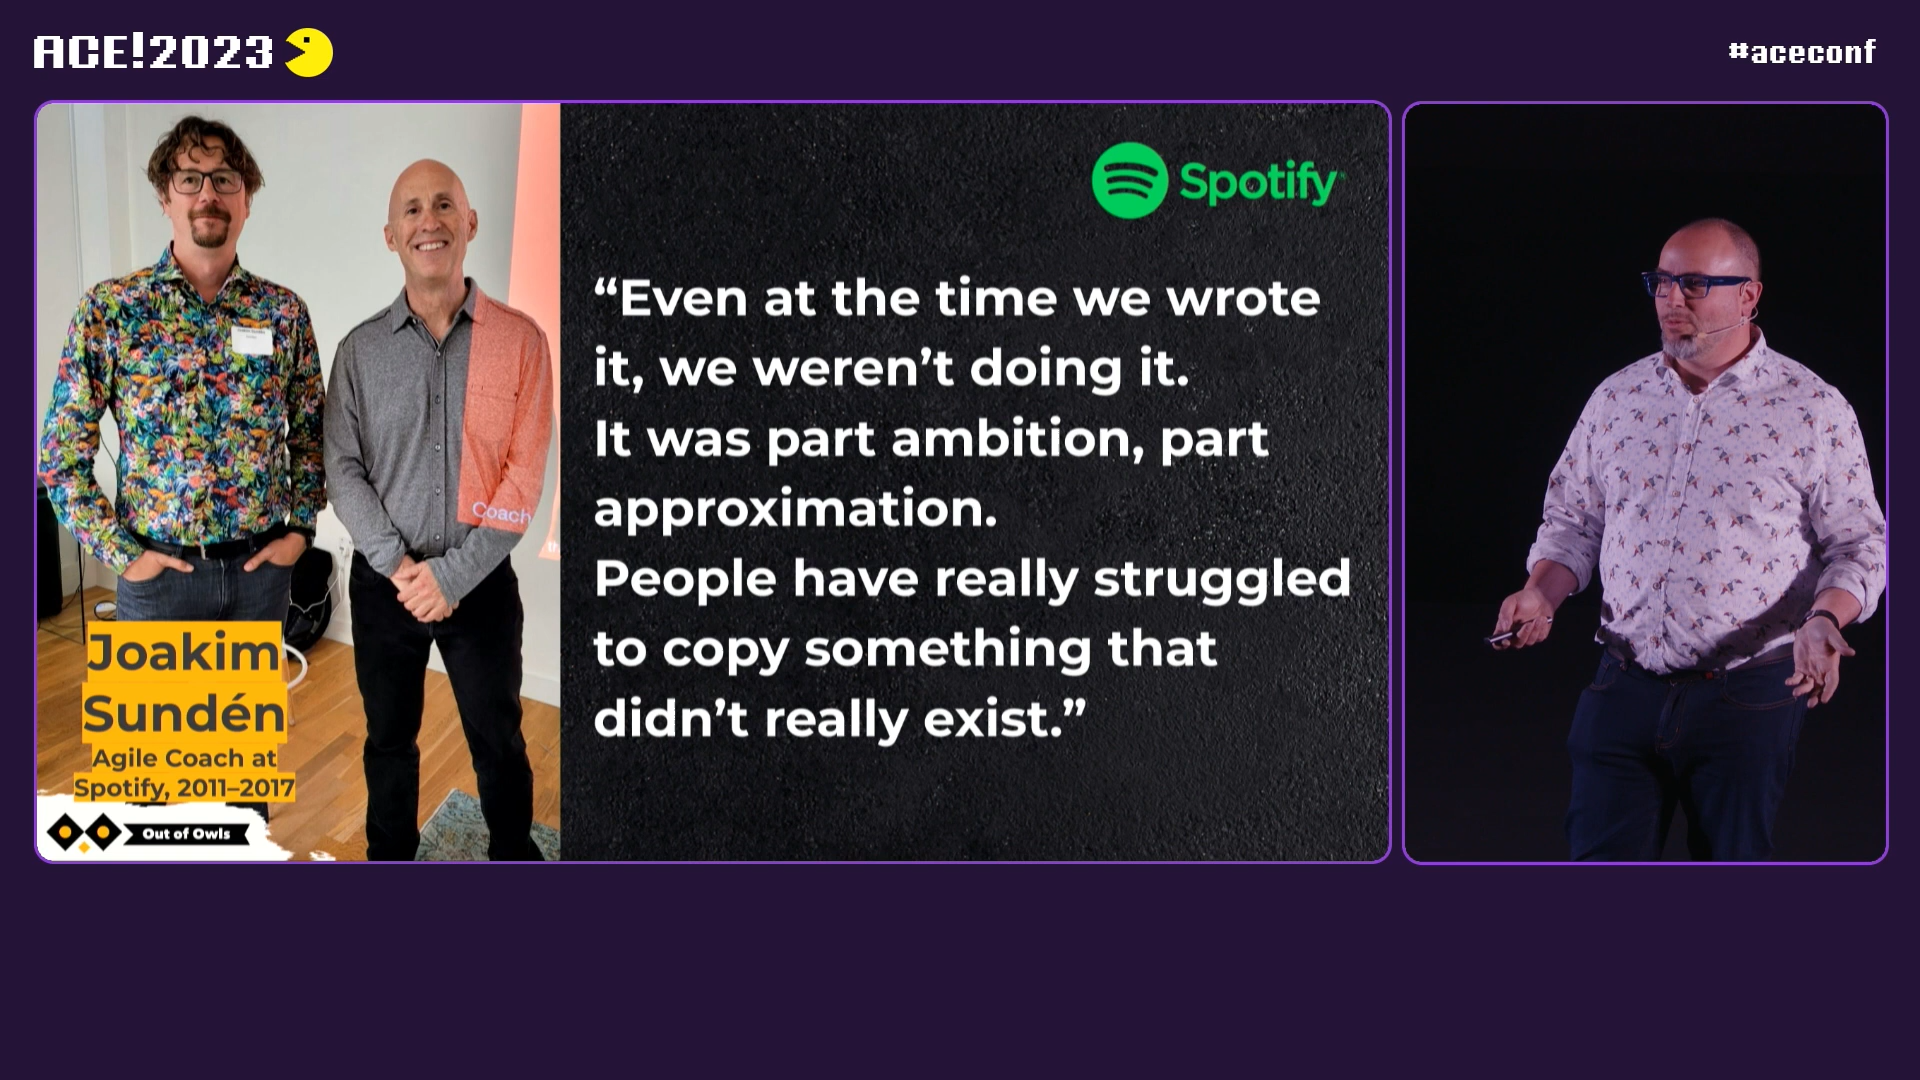 ACE!2023
#aceconf
Spotify
“Even at the time we wrote
it, we weren’t doing it.
It was part ambition, part
approximation.
People have really struggled
to copy something that
didn’t really exist.”
Coach
Joakim
Sundén
Agile Coach at
Spotify, 2011–2017
Out of Owls